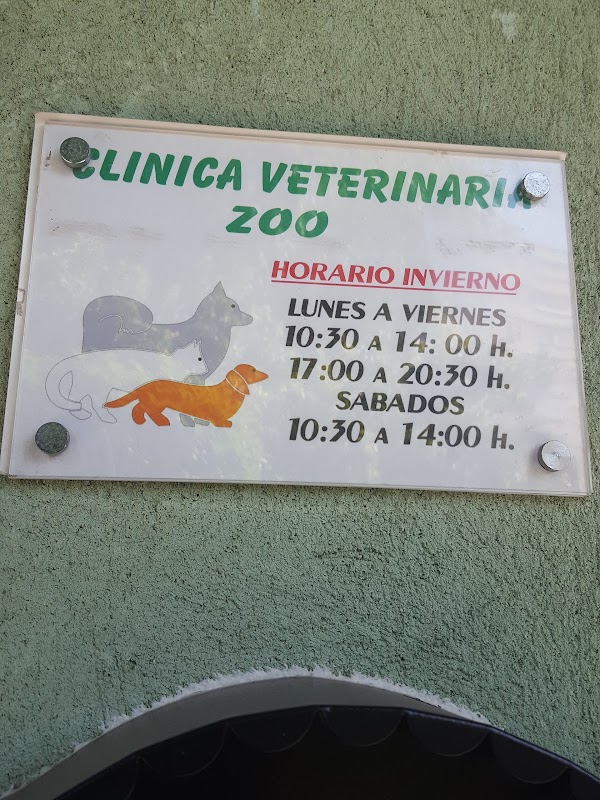 CLINICA VETERINARIA
ZOO
HORARIO INVIERNO
LUNES A VIERNES
10:30 A 14: 00 H.
17:00 A 20:30 H.
SABADOS
10:30 A 14:00 H.